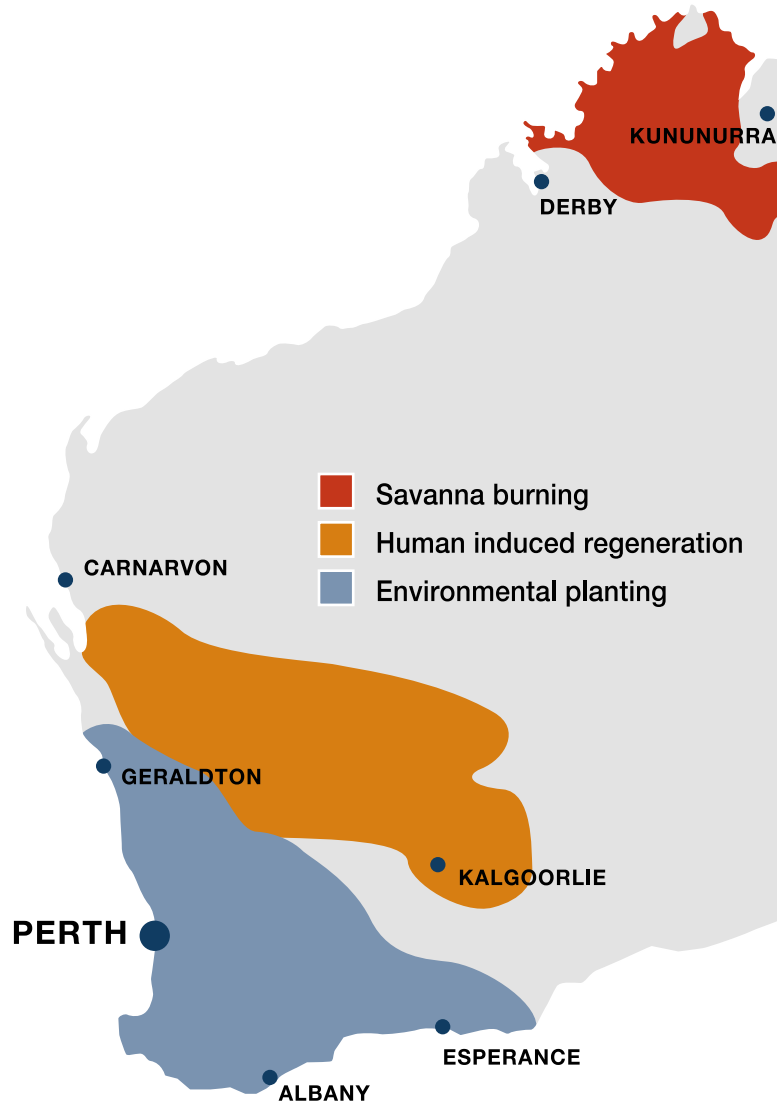 KUNUNURRA
DERBY
Savanna burning
Human induced regeneration
Environmental planting
CARNARVON
GERALDTON
KALGOORLIE
PERTH
ESPERANCE
ALBANY